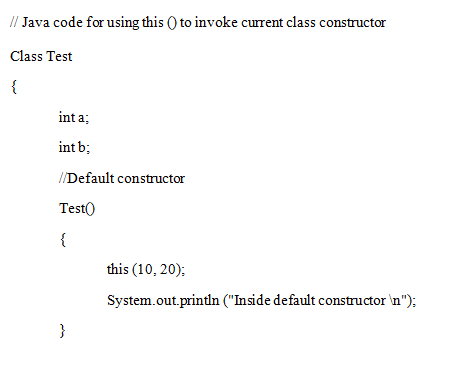 // Java code for using this () to invoke current class constructor
Class Test
{
int a;
int b;
//Default constructor
Test()
{
this (10, 20);
System.out.println ("Inside default constructor \n");
}